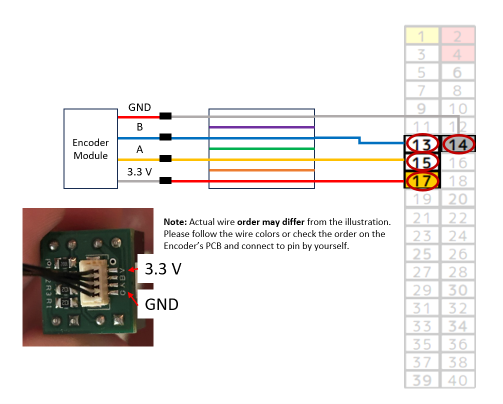 GND
B
A
3.3 V
Encoder
Module
Note: Actual wire order may differ from the illustration.
Please follow the wire colors or check the order on the
Encoder's PCB and connect to pin by yourself.
3.3 V
GND
1 2
3 4
5 6
7 8
9 10
11 12
13 14
15 16
17 18
19 20
21 22
23 24
25 26
27 28
29 30
31 32
33 34
35 36
37 38
39 40